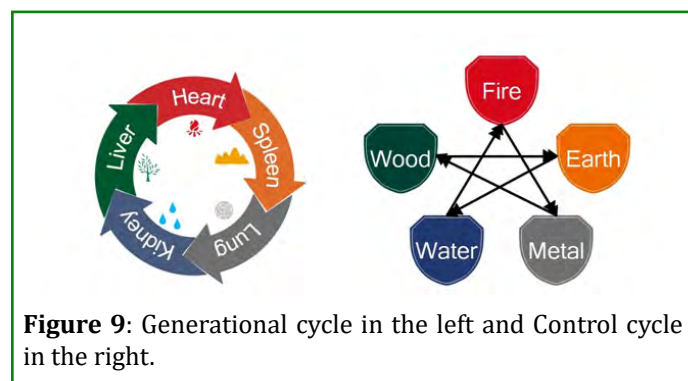 Heart
Spleen
Lung
Kidney
Liver
Fire
Wood
Earth
Water
Metal
Figure 9: Generational cycle in the left and Control cycle
in the right.